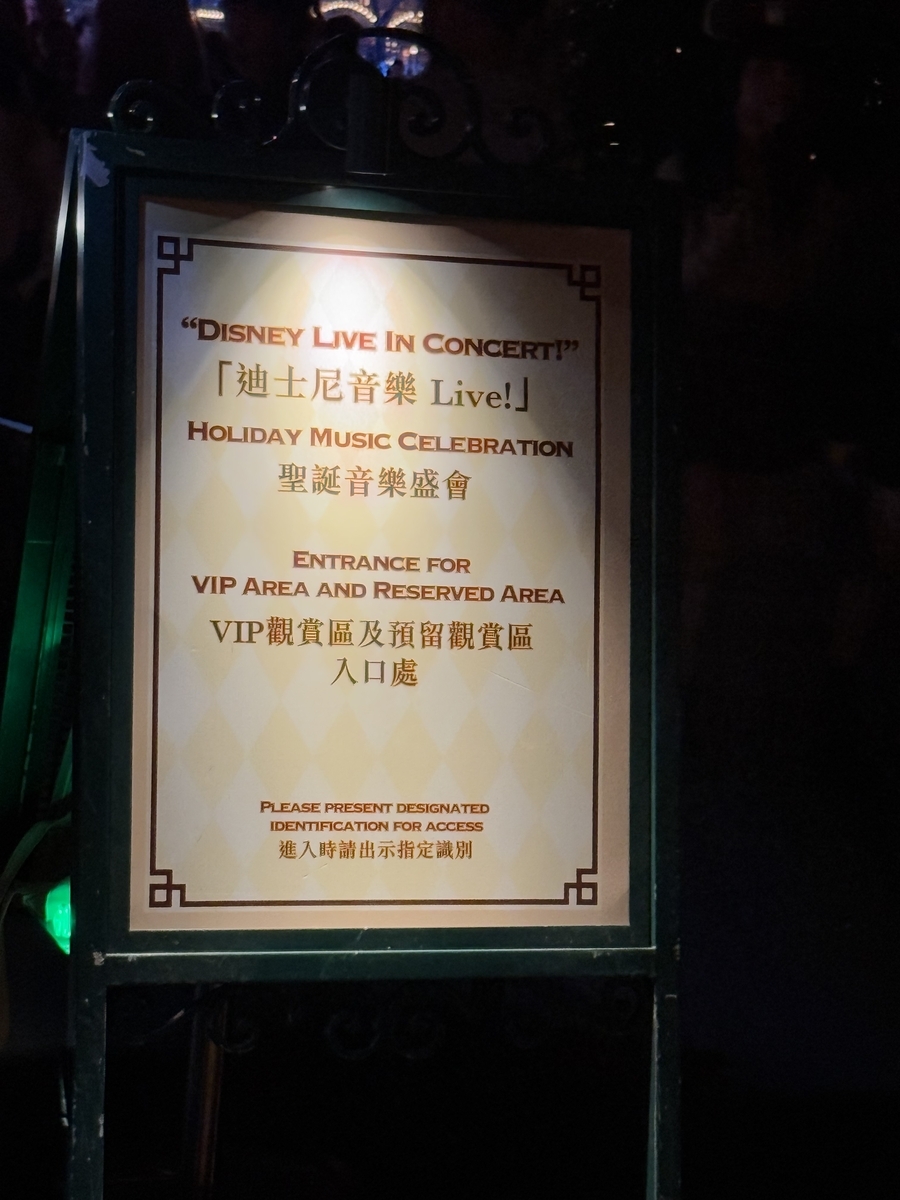 “Disney Live In Concert!”
「迪士尼音樂 Live!」
Holiday Music Celebration
聖誕音樂盛會
Entrance for
VIP Area and Reserved Area
VIP觀賞區及預留觀賞區
入口處
Please present designated
identification for access
進入時請出示指定識別